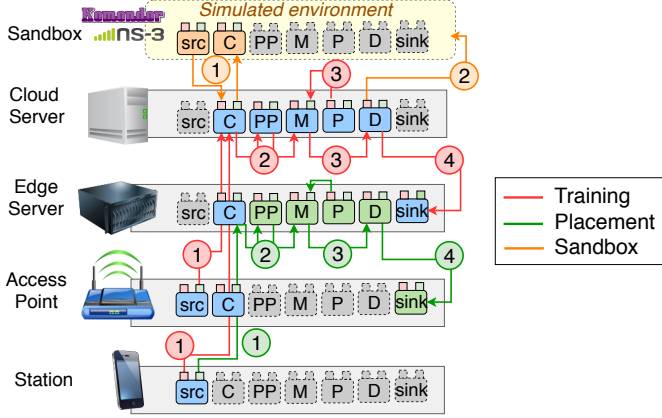 Komondor
NS-3
Simulated environment
Sandbox
src C PP M P D sink
1
2
3
Cloud
Server
src C PP M P D sink
2
3
4
Edge
Server
src C PP M P D sink
1
2
3
4
Access
Point
src C PP M P D sink
1
1
Station
src C PP M P D sink
Training
Placement
Sandbox